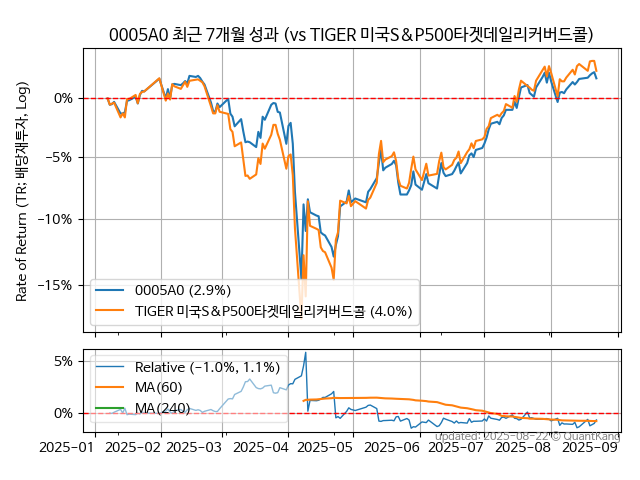 0005A0 최근 7개월 성과 (vs TIGER 미국S&P500타겟데일리커버드콜)
Rate of Return (TR: 배당재투자, Log)
0%
−5%
−10%
−15%
0005A0 (2.9%)
TIGER 미국S&P500타겟데일리커버드콜 (4.0%)
5%
0%
Relative (−1.0%, 1.1%)
MA(60)
MA(240)
updated: 2025-08-22 © QuantKang
2025−01 2025−02 2025−03 2025−04 2025−05 2025−06 2025−07 2025−08 2025−09